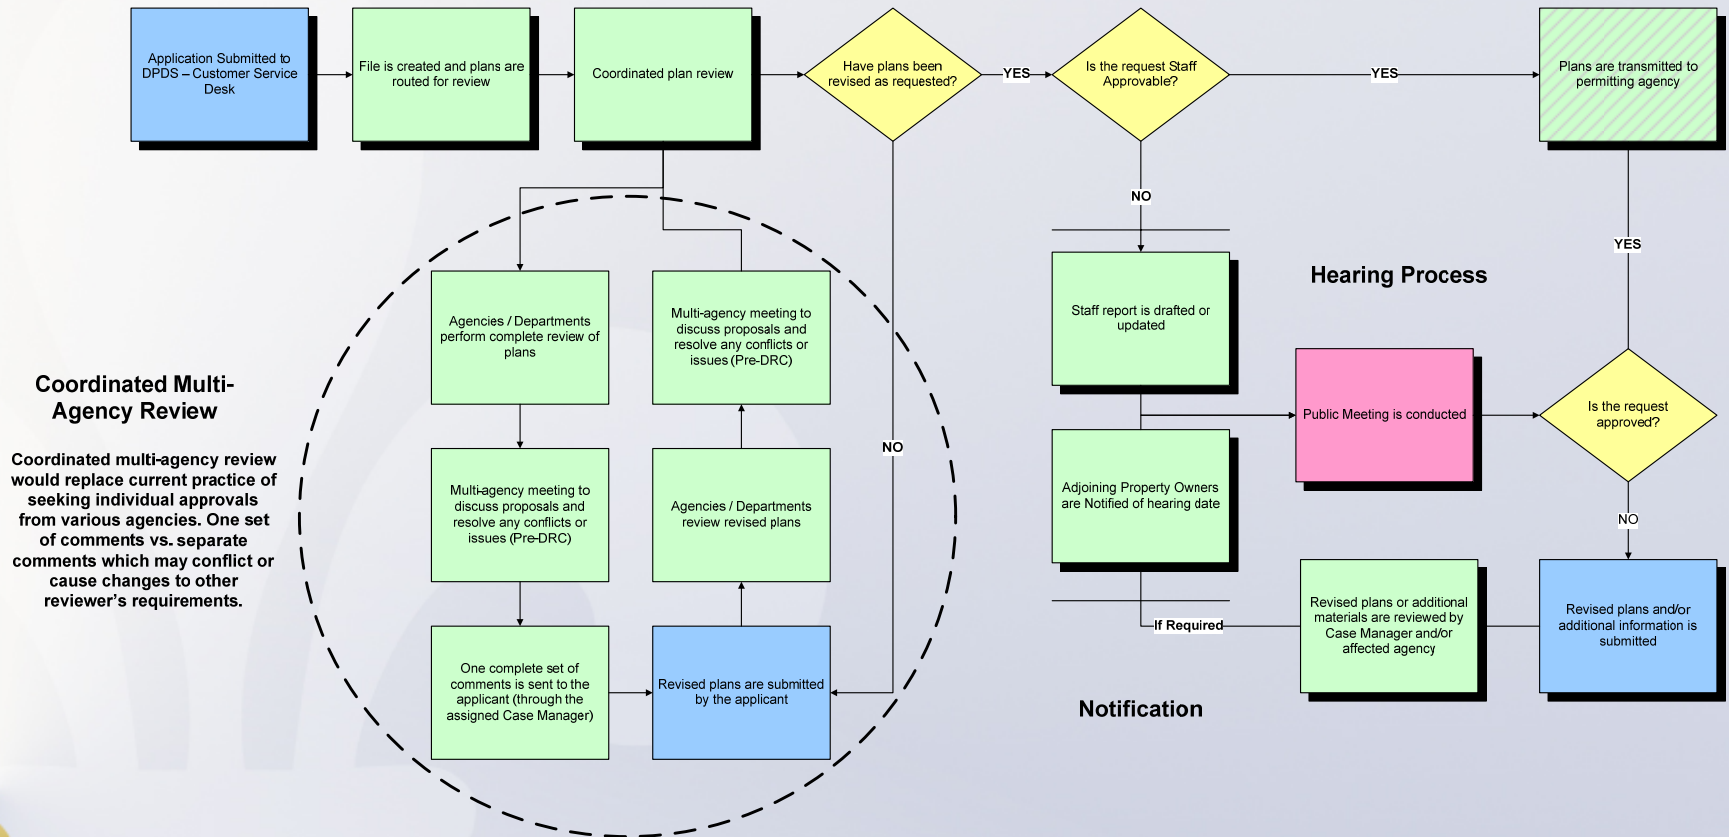 Application Submitted to
DPDS – Customer Service
Desk
File is created and plans are
routed for review
Coordinated plan review
Have plans been
revised as requested?
YES
Is the request Staff
Approvable?
YES
Plans are transmitted to
permitting agency
NO
YES
Hearing Process
Agencies / Departments
perform complete review of
plans
Multi-agency meeting to
discuss proposals and
resolve any conflicts or
issues (Pre-DRC)
Staff report is drafted or
updated
Coordinated Multi-
Agency Review
Coordinated multi-agency review
would replace current practice of
seeking individual approvals
from various agencies. One set
of comments vs. separate
comments which may conflict or
cause changes to other
reviewer's requirements.
Public Meeting is conducted
Is the request
approved?
NO
Multi-agency meeting to
discuss proposals and
resolve any conflicts or
issues (Pre-DRC)
Agencies / Departments
review revised plans
Adjoining Property Owners
are Notified of hearing date
NO
If Required
Revised plans or additional
materials are reviewed by
Case Manager and/or
affected agency
Revised plans and/or
additional information is
submitted
One complete set of
comments is sent to the
applicant (through the
assigned Case Manager)
Revised plans are submitted
by the applicant
Notification